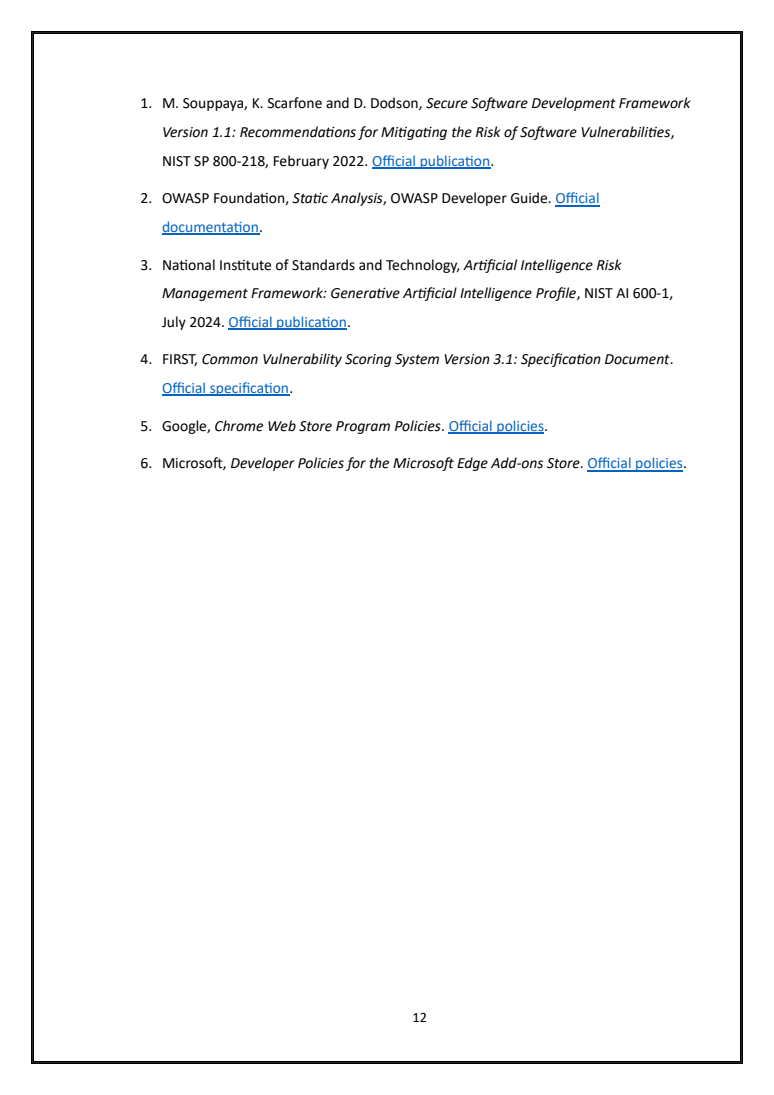 1. M. Souppaya, K. Scarfone and D. Dodson, Secure Software Development Framework
Version 1.1: Recommendations for Mitigating the Risk of Software Vulnerabilities,
NIST SP 800-218, February 2022. Official publication.
2. OWASP Foundation, Static Analysis, OWASP Developer Guide. Official
documentation.
3. National Institute of Standards and Technology, Artificial Intelligence Risk
Management Framework: Generative Artificial Intelligence Profile, NIST AI 600-1,
July 2024. Official publication.
4. FIRST, Common Vulnerability Scoring System Version 3.1: Specification Document.
Official specification.
5. Google, Chrome Web Store Program Policies. Official policies.
6. Microsoft, Developer Policies for the Microsoft Edge Add-ons Store. Official policies.
12